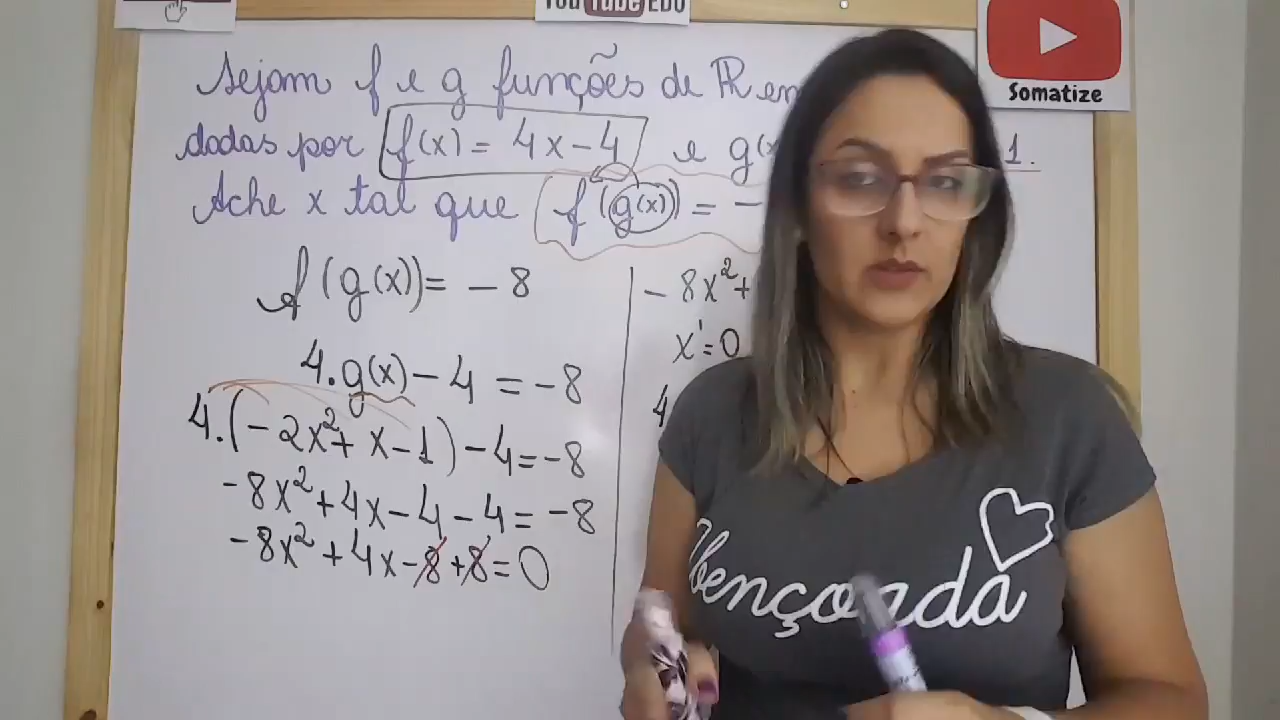 YouTube EDU
Somatize
Sejam f e g funções de ℝ em
dadas por f(x) = 4x - 4 e g(x 1.
Ache x tal que f(g(x)) = -
f(g(x)) = -8
4.g(x) - 4 = -8
4.(-2x² + x - 1) - 4 = -8
-8x² + 4x - 4 - 4 = -8
-8x² + 4x - 8 + 8 = 0
-8x² +
x' = 0
4
Abençoada